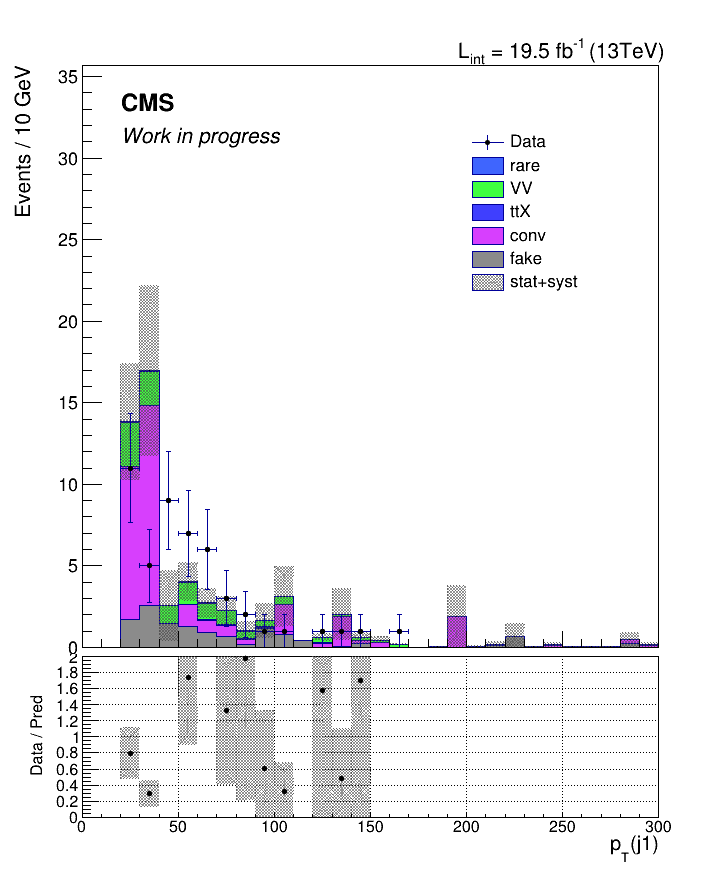 L_int = 19.5 fb^-1 (13TeV)
Events / 10 GeV
35
30
25
20
15
10
5
0
CMS
Work in progress
Data
rare
VV
ttX
conv
fake
stat+syst
Data / Pred
2
1.8
1.6
1.4
1.2
1
0.8
0.6
0.4
0.2
0
0 50 100 150 200 250 300
p_T(j1)